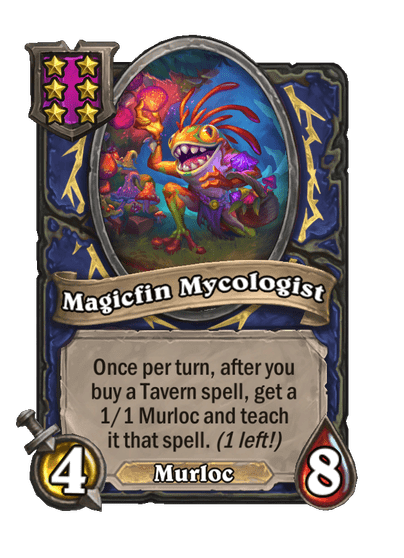 Magicfin Mycologist
Once per turn, after you
buy a Tavern spell, get a
1/1 Murloc and teach
it that spell. (1 left!)
4
Murloc
8